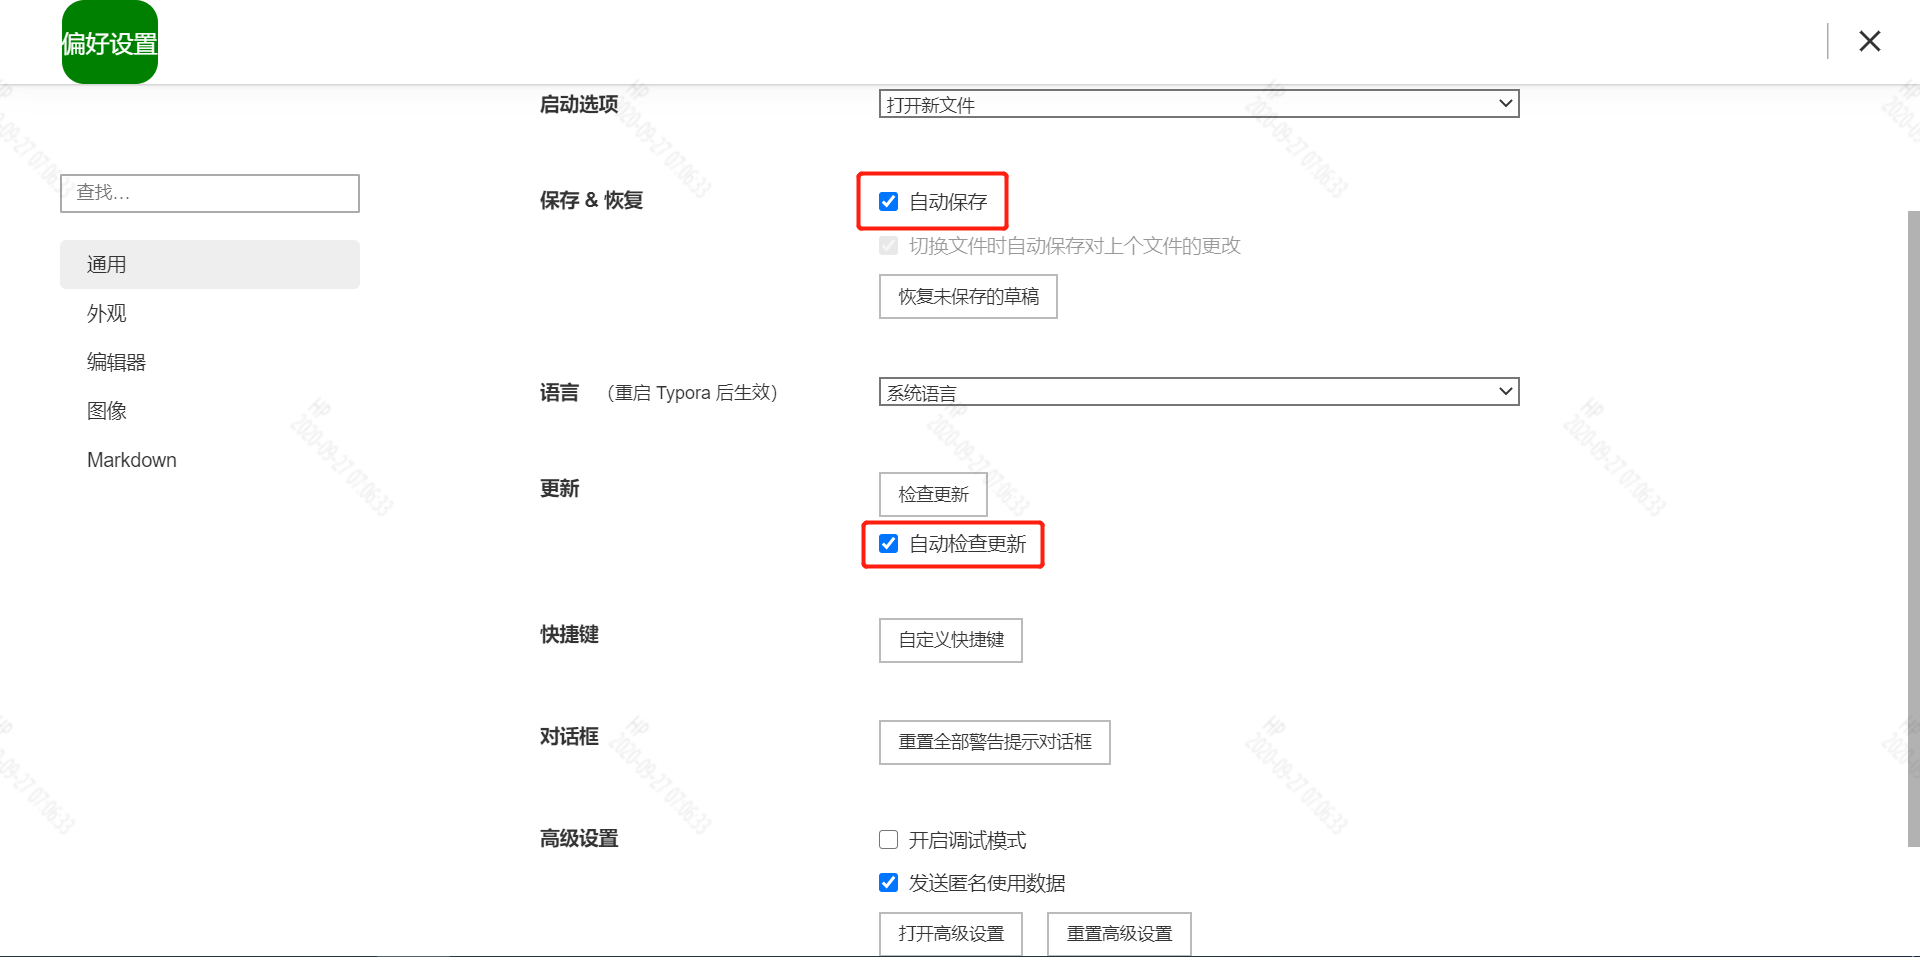 偏好设置
启动选项
打开新文件
查找...
保存 & 恢复
自动保存
切换文件时自动保存对上个文件的更改
恢复未保存的草稿
通用
外观
编辑器
图像
Markdown
语言 （重启 Typora 后生效）
系统语言
更新
检查更新
自动检查更新
快捷键
自定义快捷键
对话框
重置全部警告提示对话框
高级设置
开启调试模式
发送匿名使用数据
打开高级设置
重置高级设置
HP
2020-09-27 07:06:33